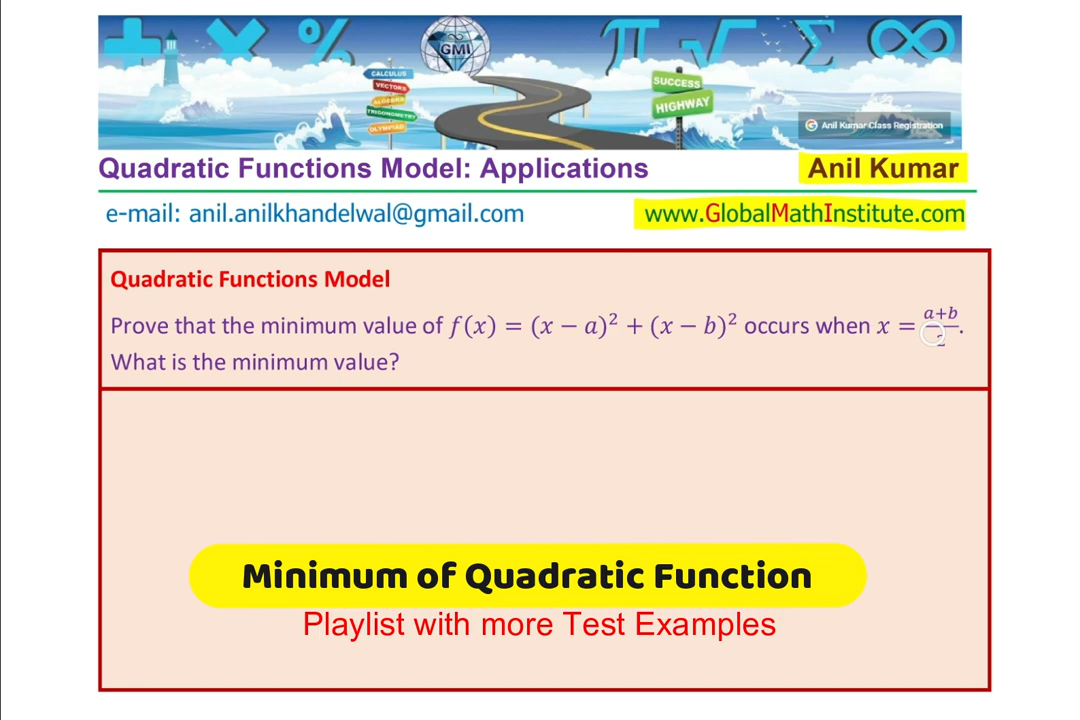 + × % GMI π √ Σ ∞
CALCULUS
VECTORS
ALGEBRA
TRIGONOMETRY
OLYMPIAD
SUCCESS
HIGHWAY
G Anil Kumar Class Registration
Quadratic Functions Model: Applications Anil Kumar
e-mail: anil.anilkhandelwal@gmail.com www.GlobalMathInstitute.com
Quadratic Functions Model
Prove that the minimum value of f(x) = (x − a)² + (x − b)² occurs when x = (a+b)/2.
What is the minimum value?
Minimum of Quadratic Function
Playlist with more Test Examples